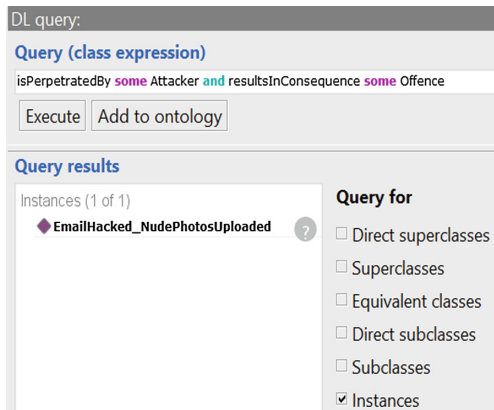 DL query:
Query (class expression)
isPerpetratedBy some Attacker and resultsInConsequence some Offence
Execute Add to ontology
Query results
Instances (1 of 1)
EmailHacked_NudePhotosUploaded
?
Query for
Direct superclasses
Superclasses
Equivalent classes
Direct subclasses
Subclasses
Instances